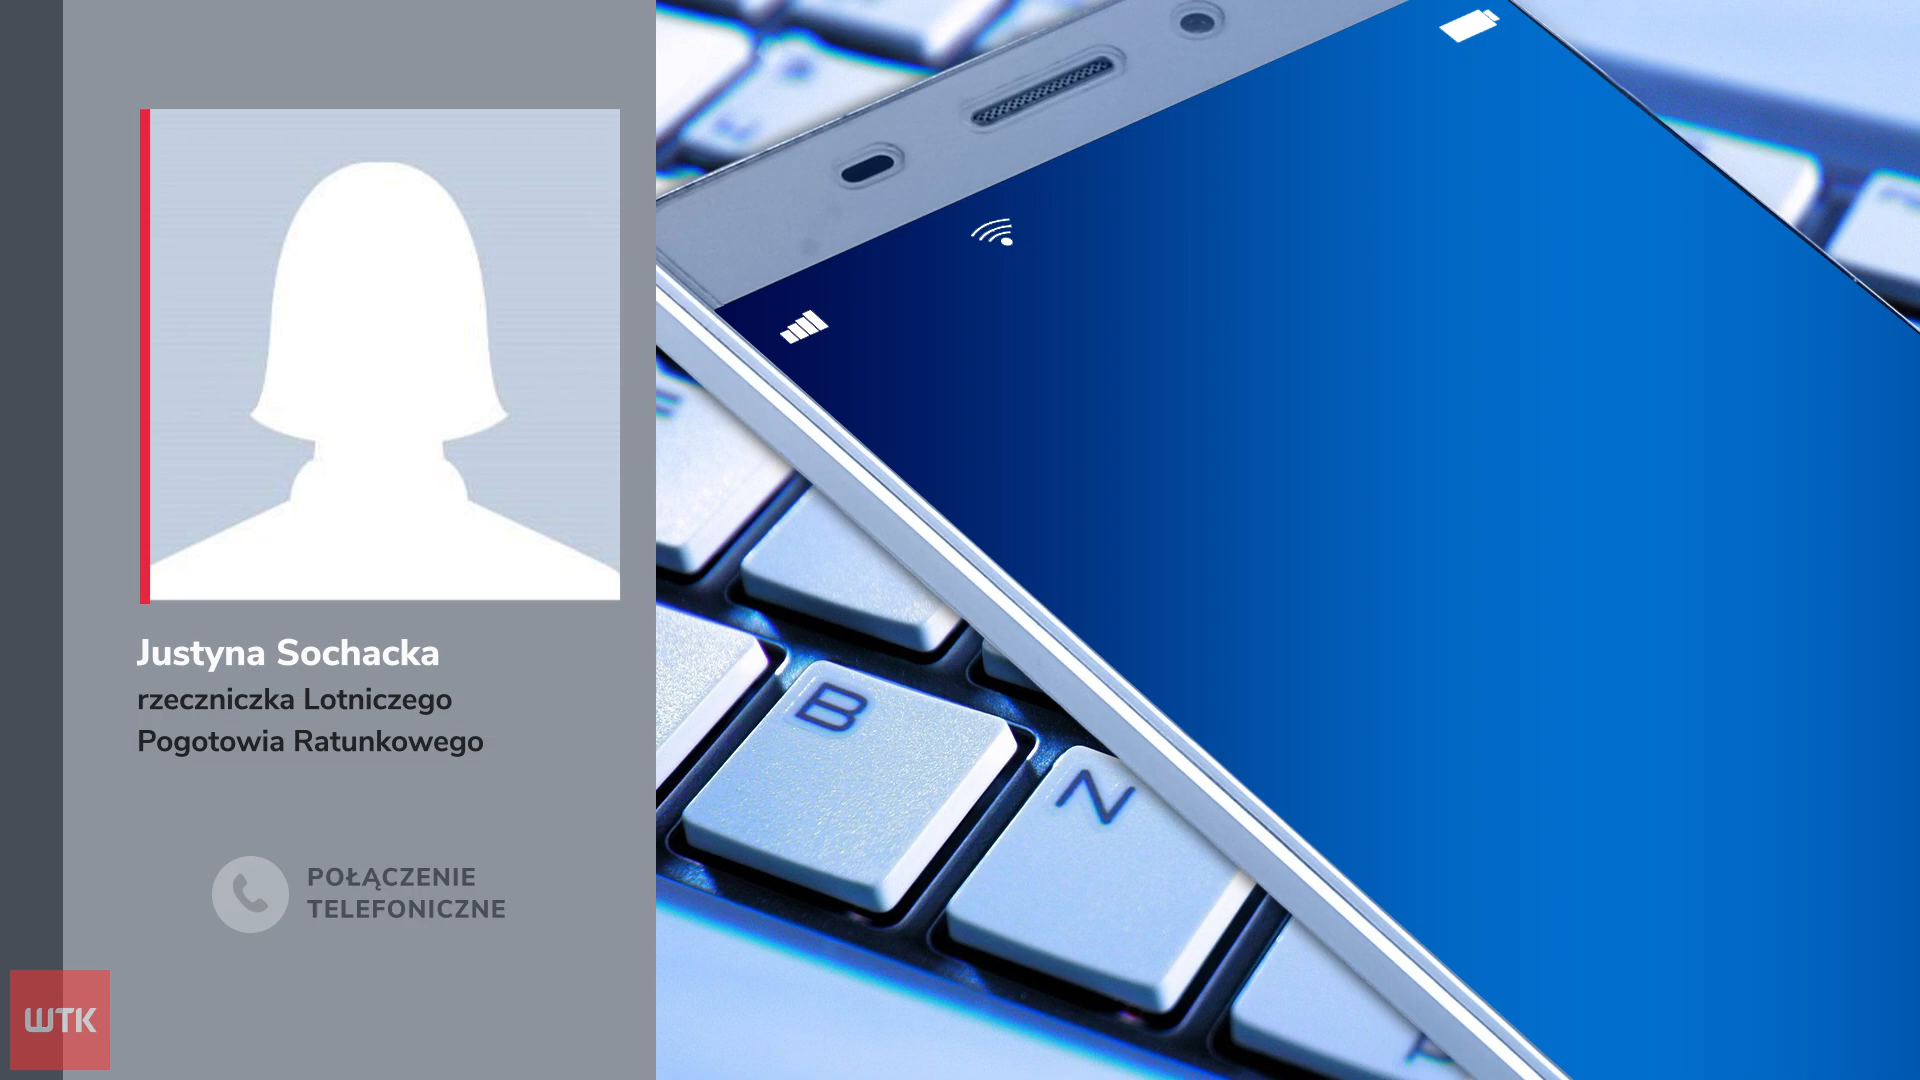 Justyna Sochacka
rzeczniczka Lotniczego
Pogotowia Ratunkowego
POŁĄCZENIE
TELEFONICZNE
WTK
B
N